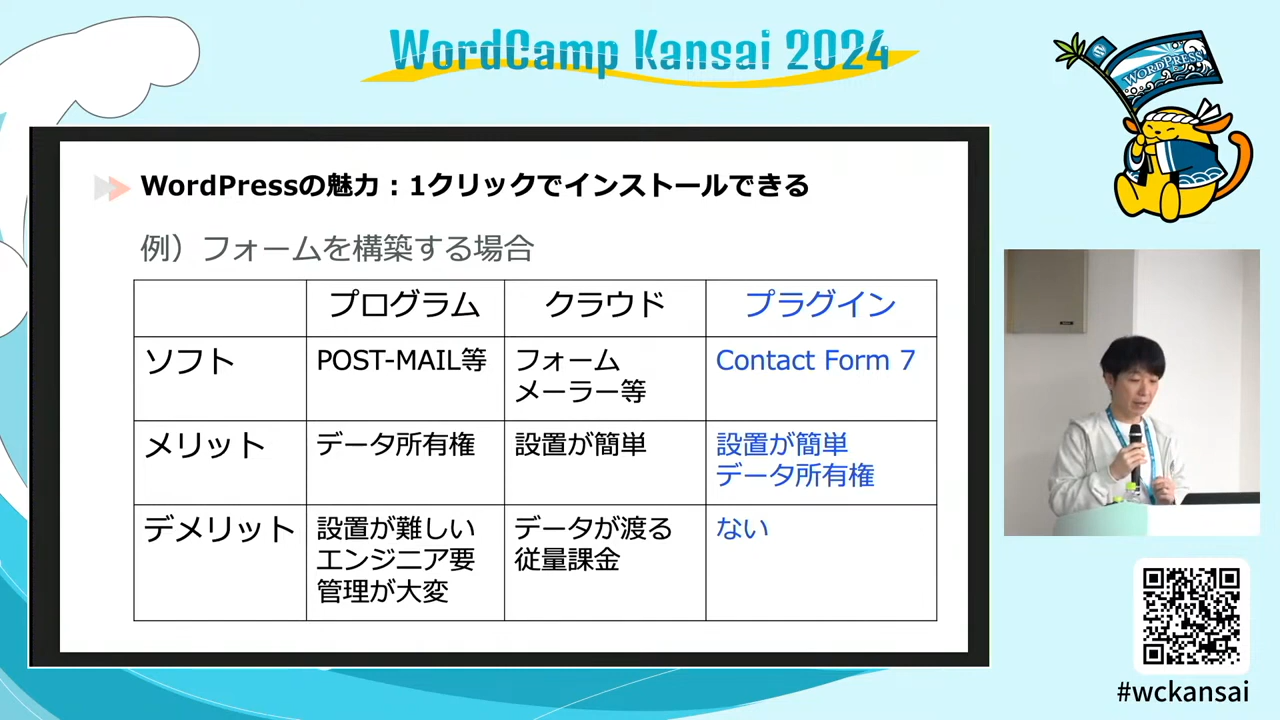 WordCamp Kansai 2024
WORDPRESS
WordPressの魅力：1クリックでインストールできる
例）フォームを構築する場合
プログラム クラウド プラグイン
ソフト POST-MAIL等 フォーム Contact Form 7
メーラー等
メリット データ所有権 設置が簡単 設置が簡単
データ所有権
デメリット 設置が難しい データが渡る ない
エンジニア要 従量課金
管理が大変
#wckansai